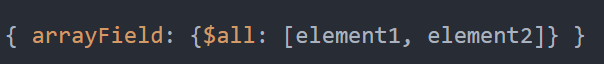 { arrayField: {$all: [element1, element2]} }